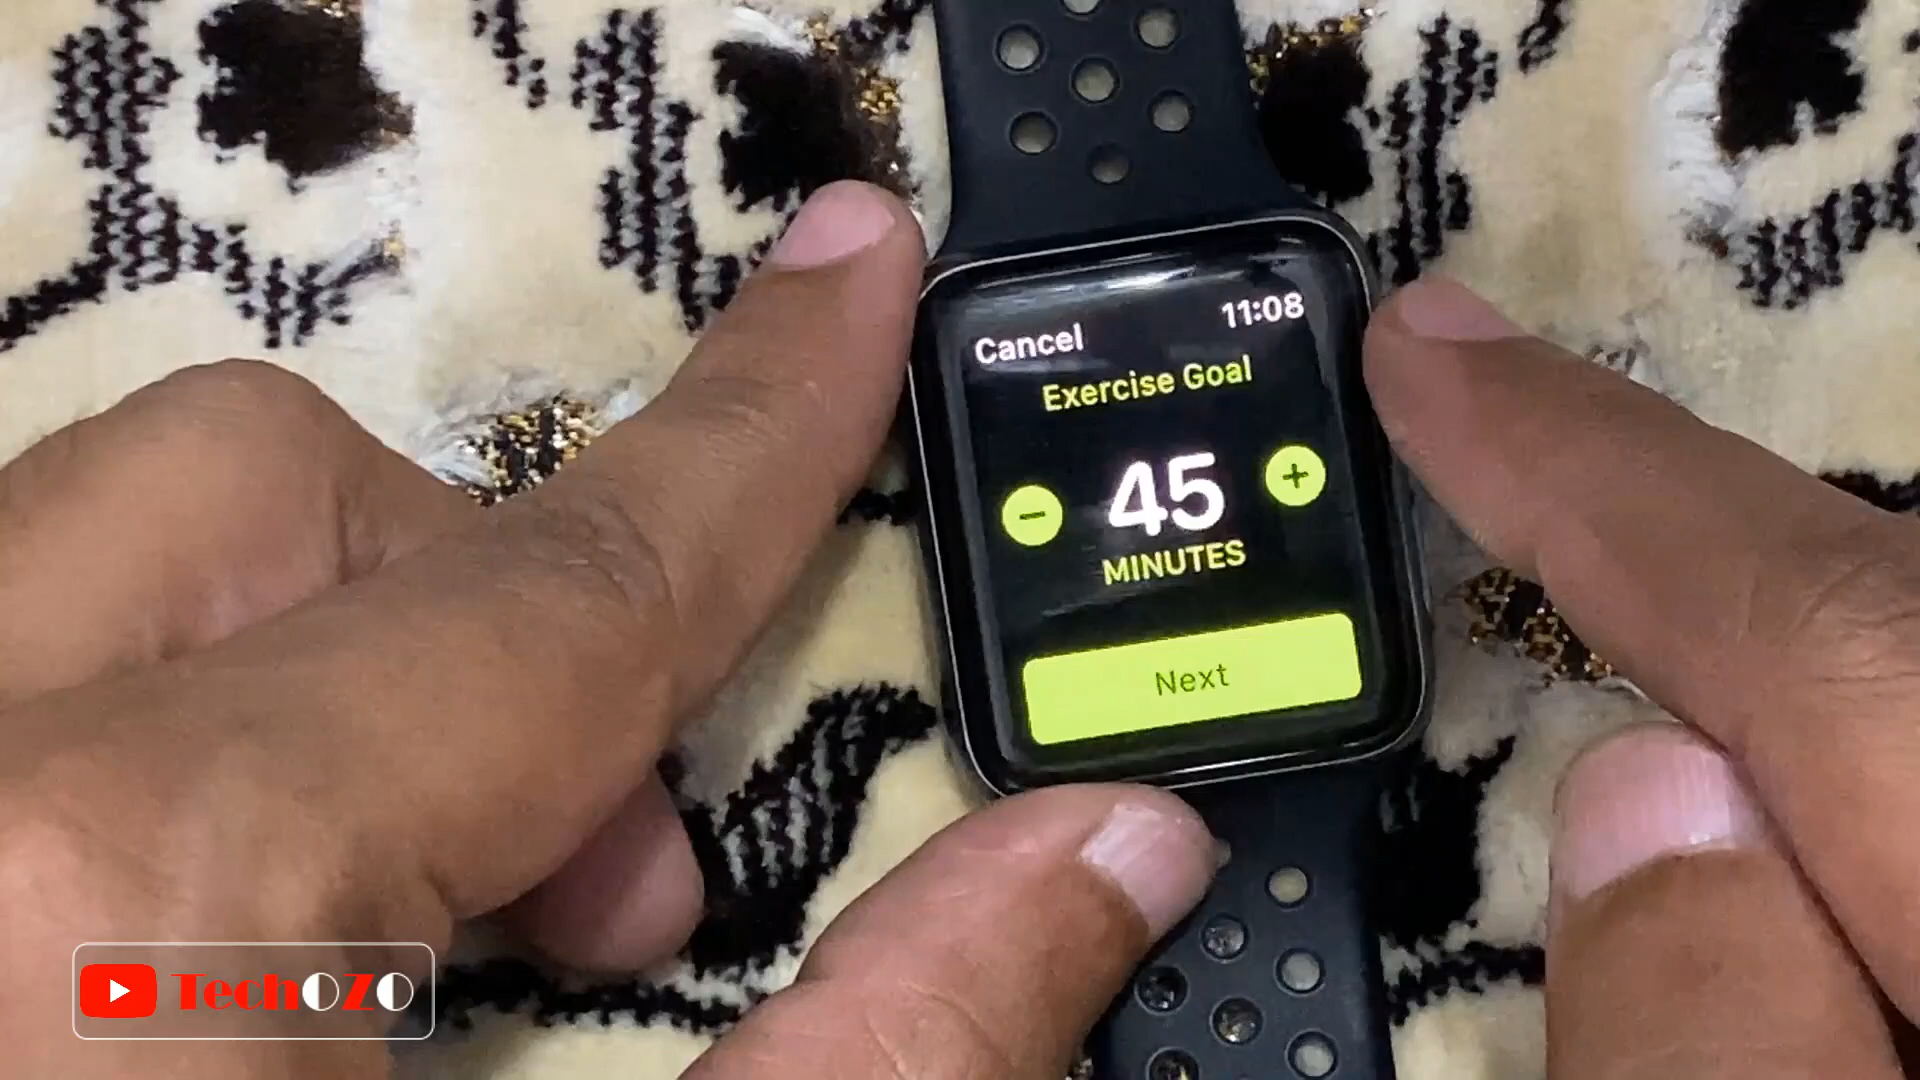 11:08
Cancel
Exercise Goal
− 45 +
MINUTES
Next
TechOZO